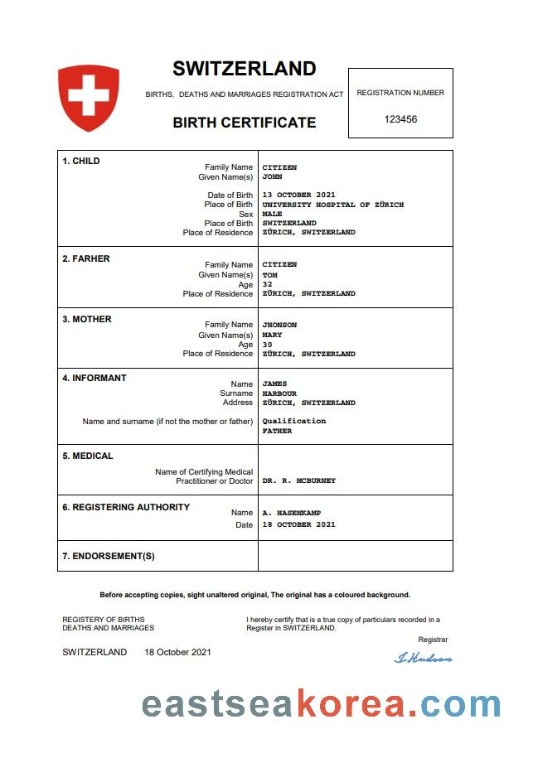 SWITZERLAND
BIRTHS, DEATHS AND MARRIAGES REGISTRATION ACT
BIRTH CERTIFICATE
REGISTRATION NUMBER
123456
1. CHILD
Family Name CITIZEN
Given Name(s) JOHN
Date of Birth 13 OCTOBER 2021
Place of Birth UNIVERSITY HOSPITAL OF ZÜRICH
Sex MALE
Place of Birth SWITZERLAND
Place of Residence ZÜRICH, SWITZERLAND
2. FARHER
Family Name CITIZEN
Given Name(s) TOM
Age 32
Place of Residence ZÜRICH, SWITZERLAND
3. MOTHER
Family Name JHONSON
Given Name(s) MARY
Age 30
Place of Residence ZÜRICH, SWITZERLAND
4. INFORMANT
Name JAMES
Surname HARBOUR
Address ZÜRICH, SWITZERLAND
Name and surname (if not the mother or father) Qualification
FATHER
5. MEDICAL
Name of Certifying Medical
Practitioner or Doctor DR. R. MCBURNEY
6. REGISTERING AUTHORITY
Name A. HASENKAMP
Date 18 OCTOBER 2021
7. ENDORSEMENT(S)
Before accepting copies, sight unaltered original, The original has a coloured background.
REGISTERY OF BIRTHS
DEATHS AND MARRIAGES
I hereby certify that is a true copy of particulars recorded in a
Register in SWITZERLAND.
Registrar
SWITZERLAND 18 October 2021
I. Hudson
eastseakorea.com